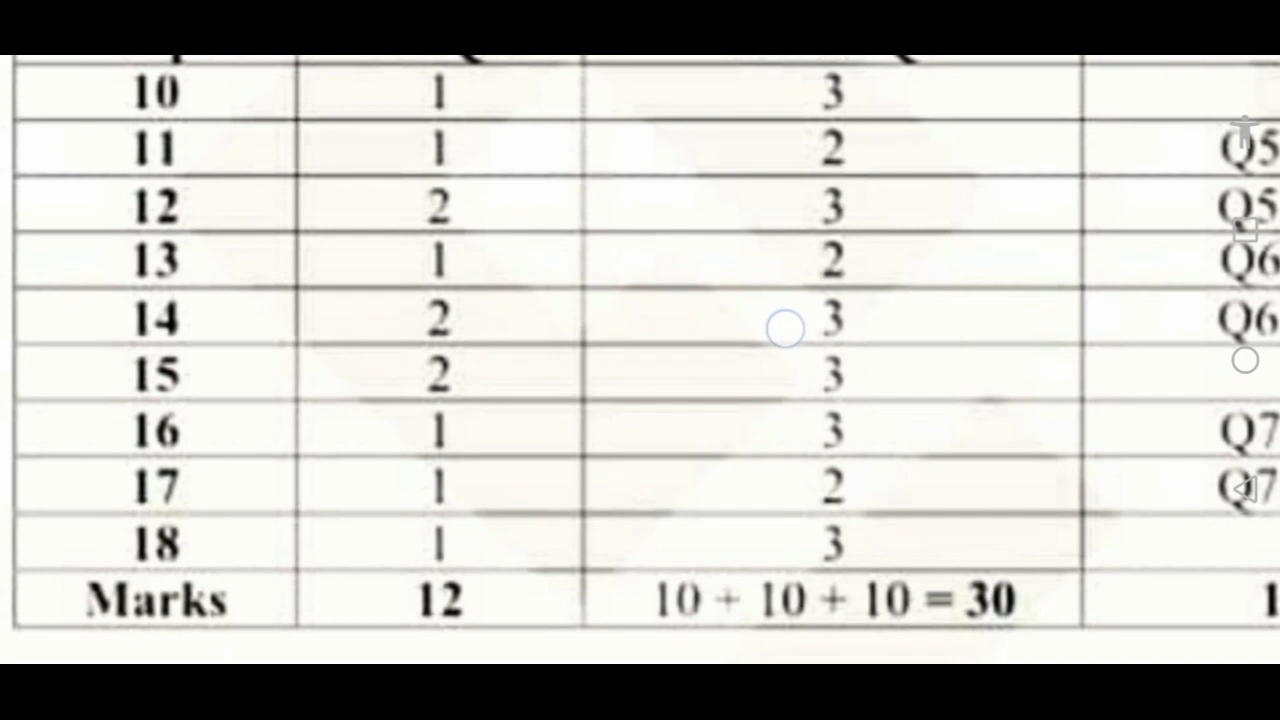 10 1 3
11 1 2 Q5
12 2 3 Q5
13 1 2 Q6
14 2 3 Q6
15 2 3
16 1 3 Q7
17 1 2 Q7
18 1 3
Marks 12 10 + 10 + 10 = 30 1